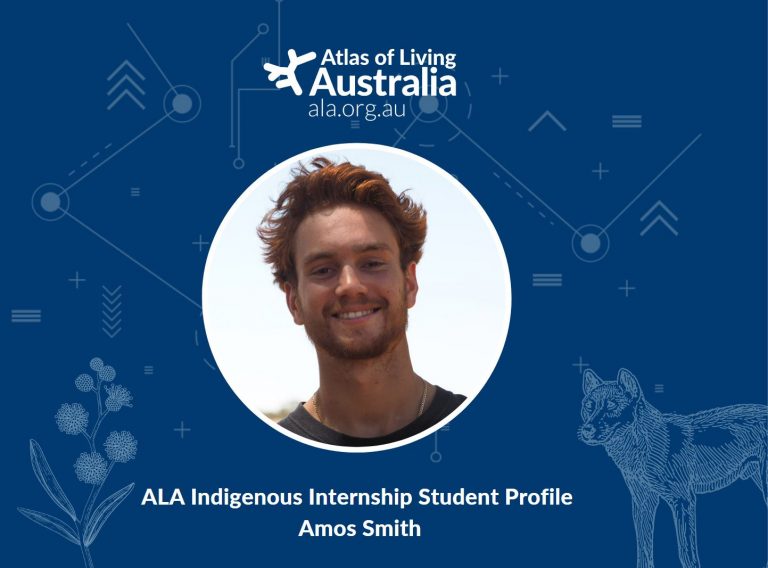 Atlas of Living
Australia
ala.org.au
ALA Indigenous Internship Student Profile
Amos Smith